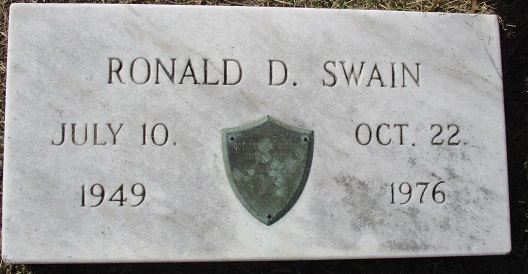 RONALD D. SWAIN
JULY 10. OCT. 22.
1949 1976